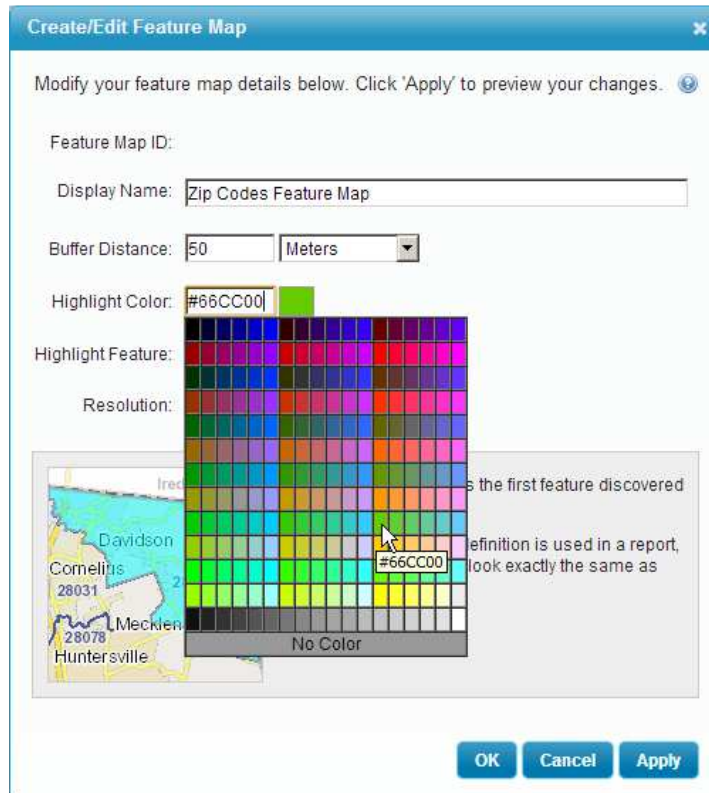 Create/Edit Feature Map
Modify your feature map details below. Click 'Apply' to preview your changes.
Feature Map ID:
Display Name: Zip Codes Feature Map
Buffer Distance: 50 Meters
Highlight Color: #66CC00
Highlight Feature:
Resolution:
Ired
s the first feature discovered
Davidson
efinition is used in a report,
#66CC00
Cornelius
look exactly the same as
28031
Mecklen
28078
Huntersville
No Color
OK Cancel Apply